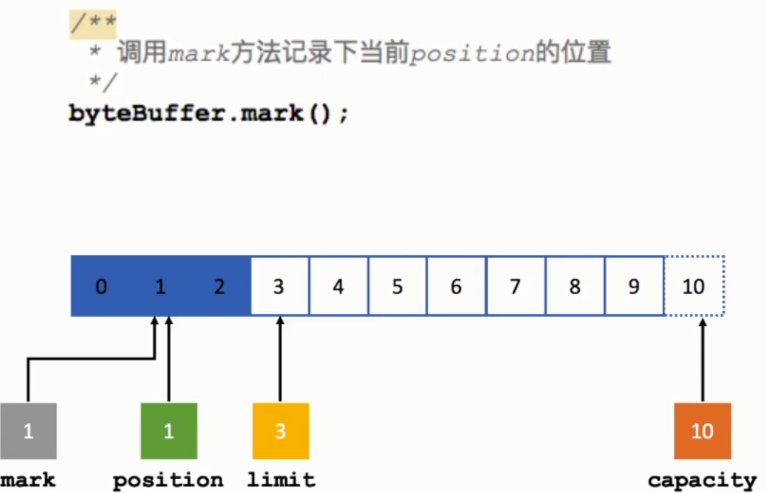 /**
* 调用mark方法记录下当前position的位置
*/
byteBuffer.mark();
0 1 2 3 4 5 6 7 8 9 10
1 1 3 10
mark position limit capacity